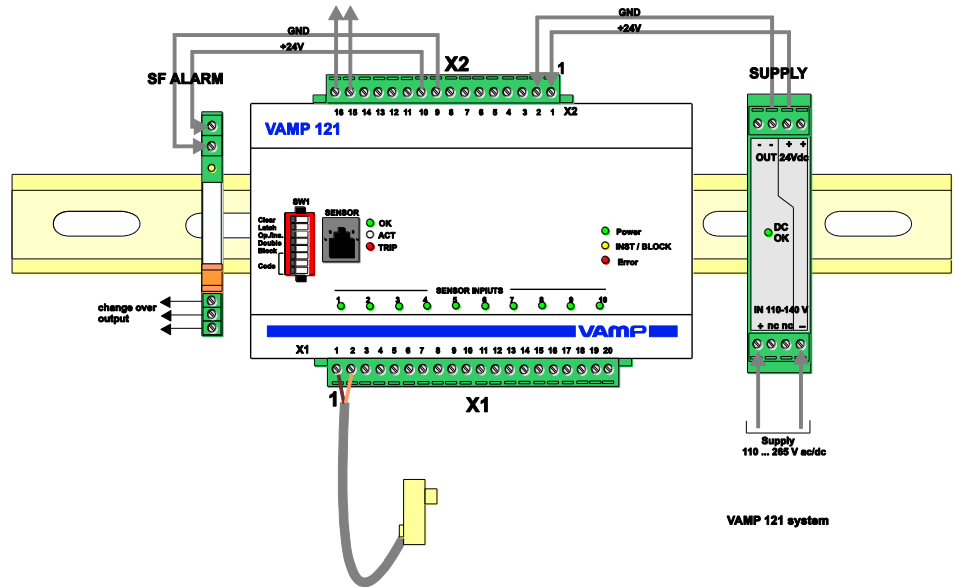 GND
+24V
GND
+24V
X2
1
SF ALARM
SUPPLY
16 15 14 13 12 11 10 9 8 7 6 5 4 3 2 1 X2
VAMP 121
- - + +
OUT 24Vdc
SW1
SENSOR
Clear
Latsh
Op./Ins.
Double
Block
Code
OK
ACT
TRIP
Power
INST / BLOCK
Error
DC
OK
SENSOR INPIUTS
1 2 3 4 5 6 7 8 9 10
change over
output
IN 110-140 V
+ nc nc –
VAMP
X1 1 2 3 4 5 6 7 8 9 10 11 12 13 14 15 16 17 18 19 20
1
X1
Supply
110 ... 265 V ac/dc
VAMP 121 system